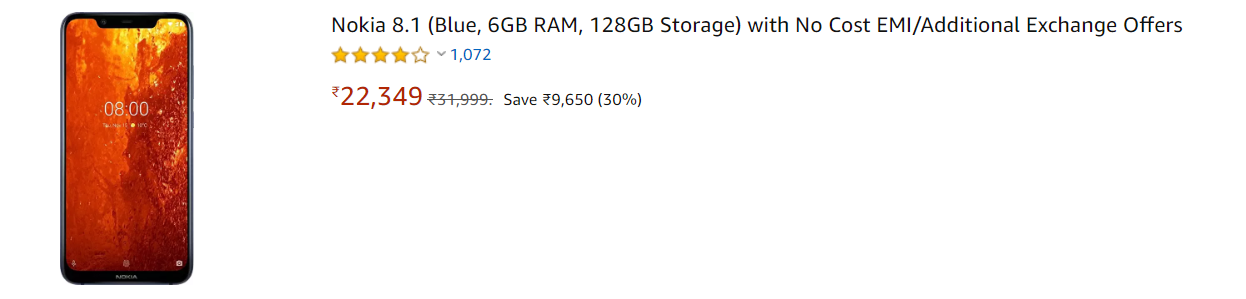 Nokia 8.1 (Blue, 6GB RAM, 128GB Storage) with No Cost EMI/Additional Exchange Offers
1,072
₹22,349 ₹31,999. Save ₹9,650 (30%)
08:00
NOKIA